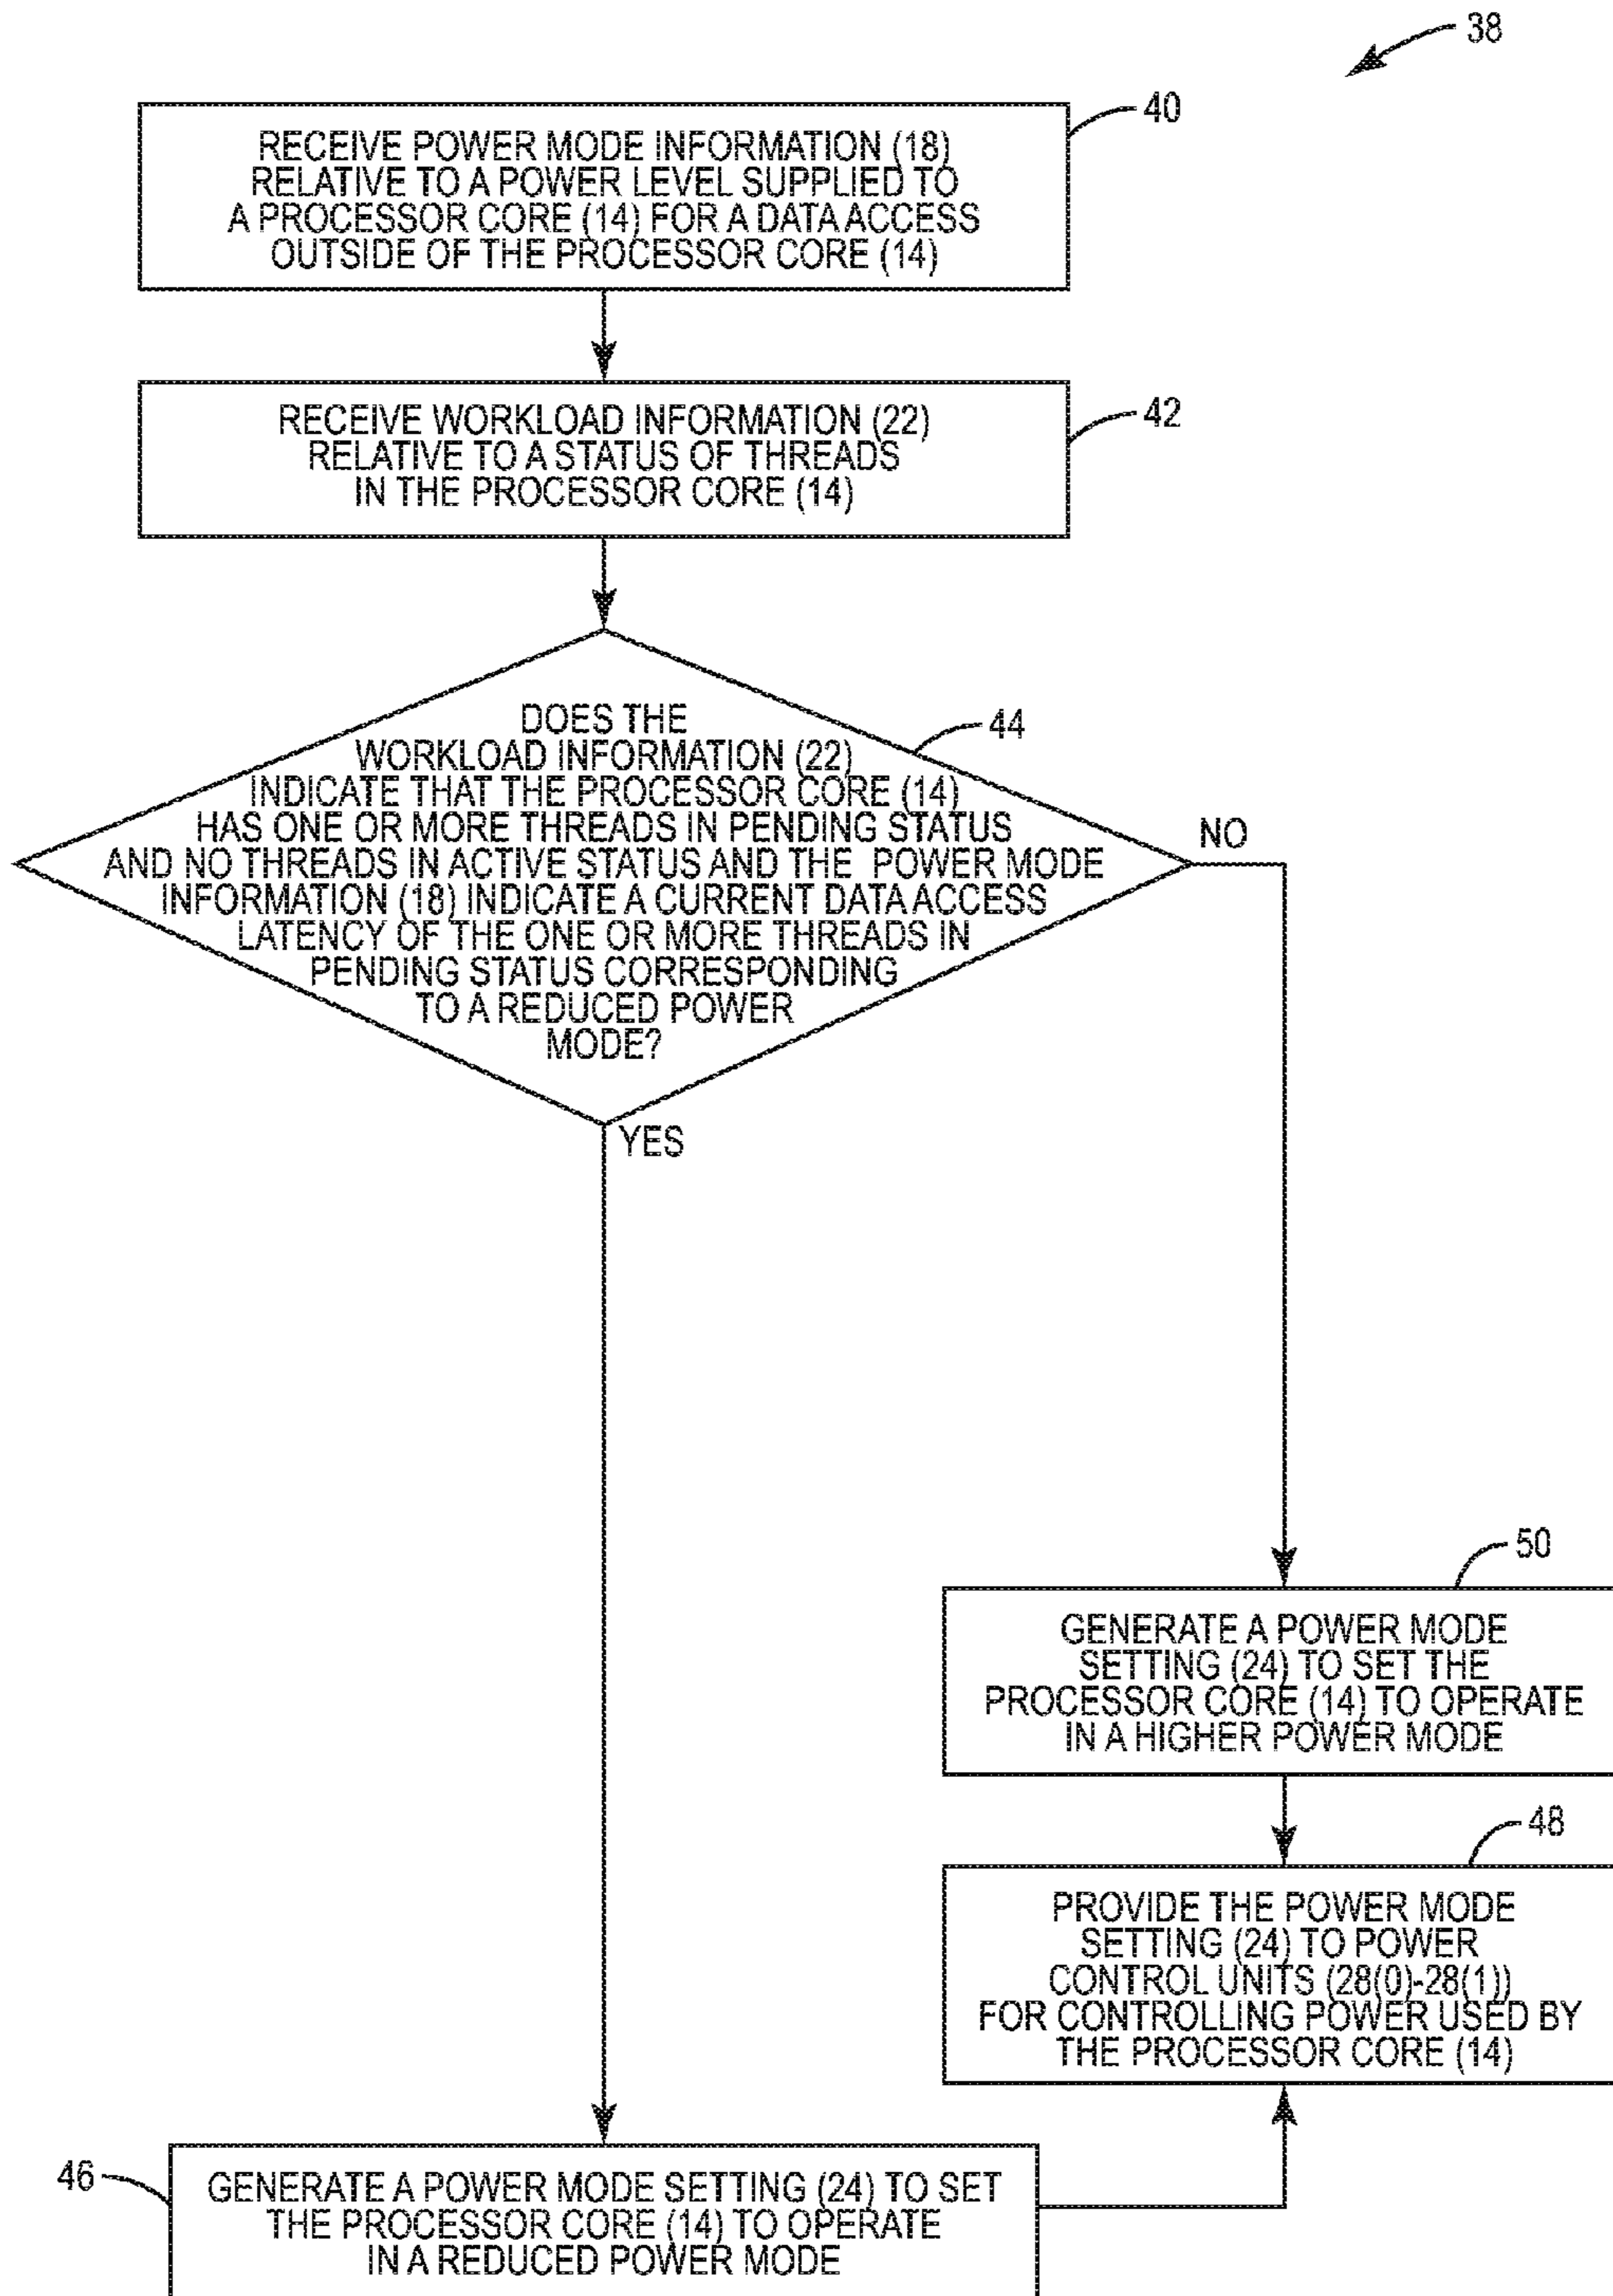 38
40
RECEIVE POWER MODE INFORMATION (18)
RELATIVE TO A POWER LEVEL SUPPLIED TO
A PROCESSOR CORE (14) FOR A DATA ACCESS
OUTSIDE OF THE PROCESSOR CORE (14)
42
RECEIVE WORKLOAD INFORMATION (22)
RELATIVE TO A STATUS OF THREADS
IN THE PROCESSOR CORE (14)
44
DOES THE
WORKLOAD INFORMATION (22)
INDICATE THAT THE PROCESSOR CORE (14)
HAS ONE OR MORE THREADS IN PENDING STATUS
AND NO THREADS IN ACTIVE STATUS AND THE POWER MODE
INFORMATION (18) INDICATE A CURRENT DATA ACCESS
LATENCY OF THE ONE OR MORE THREADS IN
PENDING STATUS CORRESPONDING
TO A REDUCED POWER
MODE?
NO
YES
50
GENERATE A POWER MODE
SETTING (24) TO SET THE
PROCESSOR CORE (14) TO OPERATE
IN A HIGHER POWER MODE
48
PROVIDE THE POWER MODE
SETTING (24) TO POWER
CONTROL UNITS (28(0)-28(1))
FOR CONTROLLING POWER USED BY
THE PROCESSOR CORE (14)
46
GENERATE A POWER MODE SETTING (24) TO SET
THE PROCESSOR CORE (14) TO OPERATE
IN A REDUCED POWER MODE